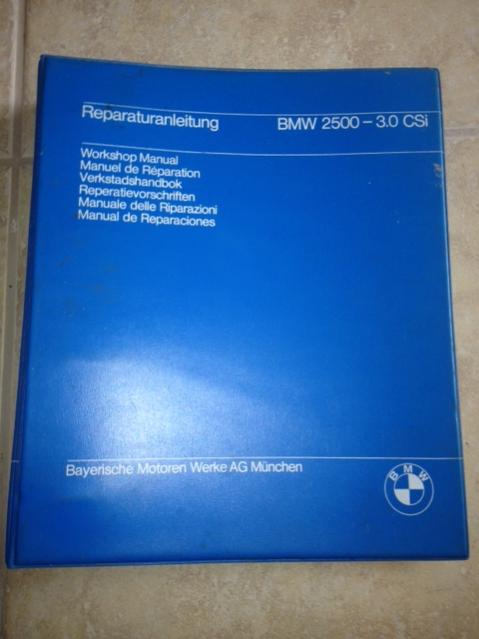 Reparaturanleitung BMW 2500 – 3.0 CSi
Workshop Manual
Manuel de Réparation
Verkstadshandbok
Reperatievorschriften
Manuale delle Riparazioni
Manual de Reparaciones
Bayerische Motoren Werke AG München
BMW